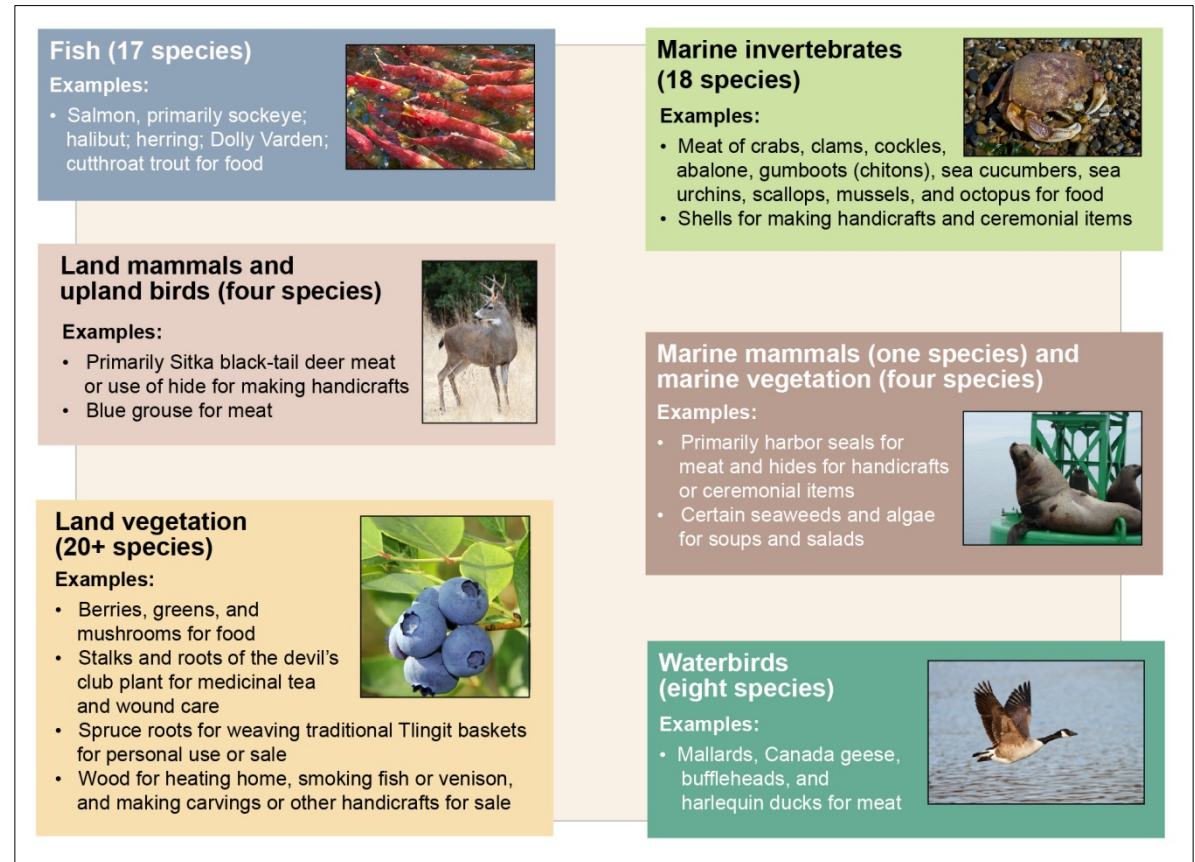 Fish (17 species)
Examples:
• Salmon, primarily sockeye;
halibut; herring; Dolly Varden;
cutthroat trout for food
Land mammals and
upland birds (four species)
Examples:
• Primarily Sitka black-tail deer meat
or use of hide for making handicrafts
• Blue grouse for meat
Land vegetation
(20+ species)
Examples:
• Berries, greens, and
mushrooms for food
• Stalks and roots of the devil’s
club plant for medicinal tea
and wound care
• Spruce roots for weaving traditional Tlingit baskets
for personal use or sale
• Wood for heating home, smoking fish or venison,
and making carvings or other handicrafts for sale
Marine invertebrates
(18 species)
Examples:
• Meat of crabs, clams, cockles,
abalone, gumboots (chitons), sea cucumbers, sea
urchins, scallops, mussels, and octopus for food
• Shells for making handicrafts and ceremonial items
Marine mammals (one species) and
marine vegetation (four species)
Examples:
• Primarily harbor seals for
meat and hides for handicrafts
or ceremonial items
• Certain seaweeds and algae
for soups and salads
Waterbirds
(eight species)
Examples:
• Mallards, Canada geese,
buffleheads, and
harlequin ducks for meat